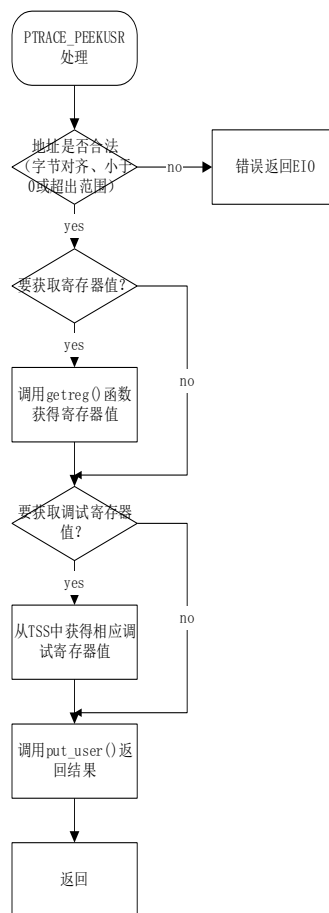 PTRACE_PEEKUSR
处理
地址是否合法
（字节对齐、小于
0或超出范围）
no
错误返回EIO
yes
要获取寄存器值？
yes
no
调用getreg()函数
获得寄存器值
要获取调试寄存器
值？
yes
no
从TSS中获得相应调
试寄存器值
调用put_user()返
回结果
返回